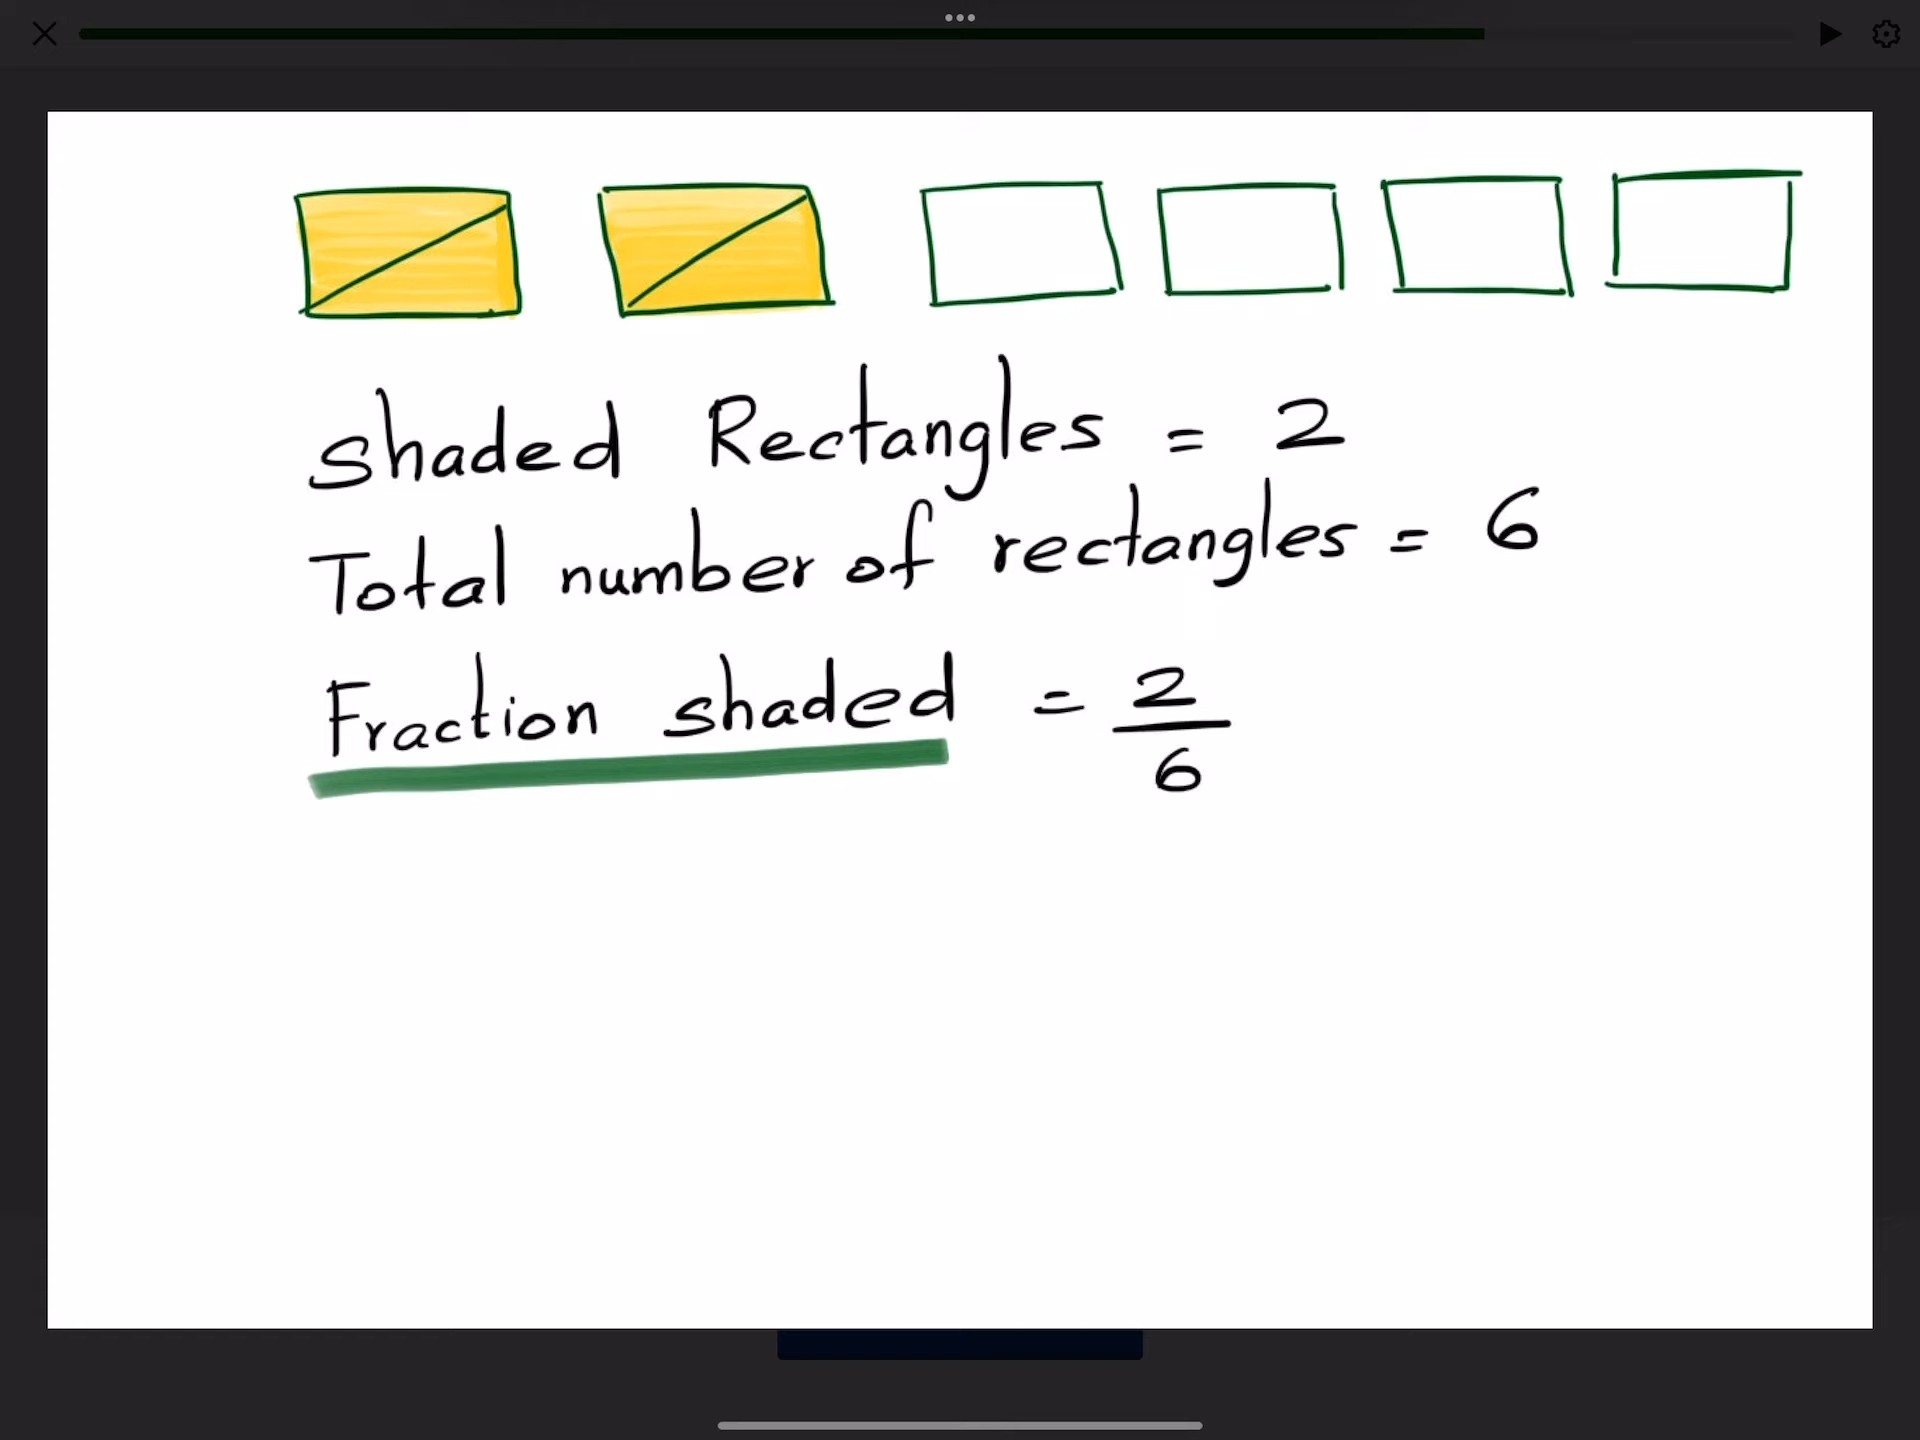 Shaded Rectangles = 2
Total number of rectangles = 6
Fraction shaded = 2/6